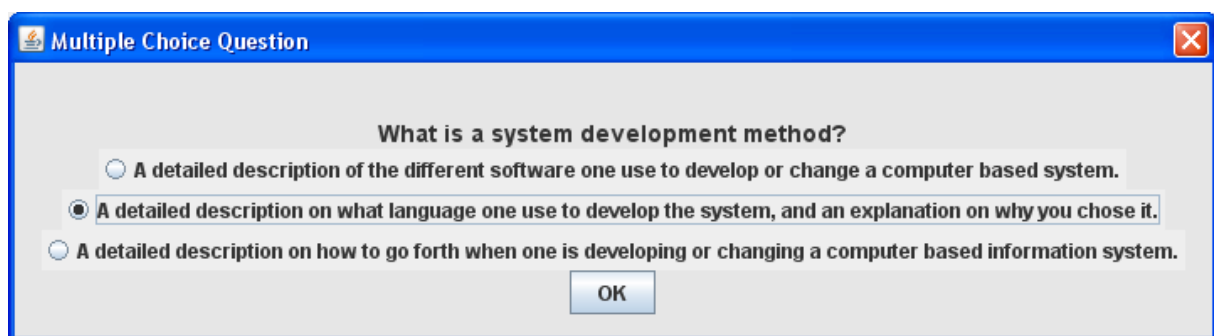 Multiple Choice Question
What is a system development method?
A detailed description of the different software one use to develop or change a computer based system.
A detailed description on what language one use to develop the system, and an explanation on why you chose it.
A detailed description on how to go forth when one is developing or changing a computer based information system.
OK